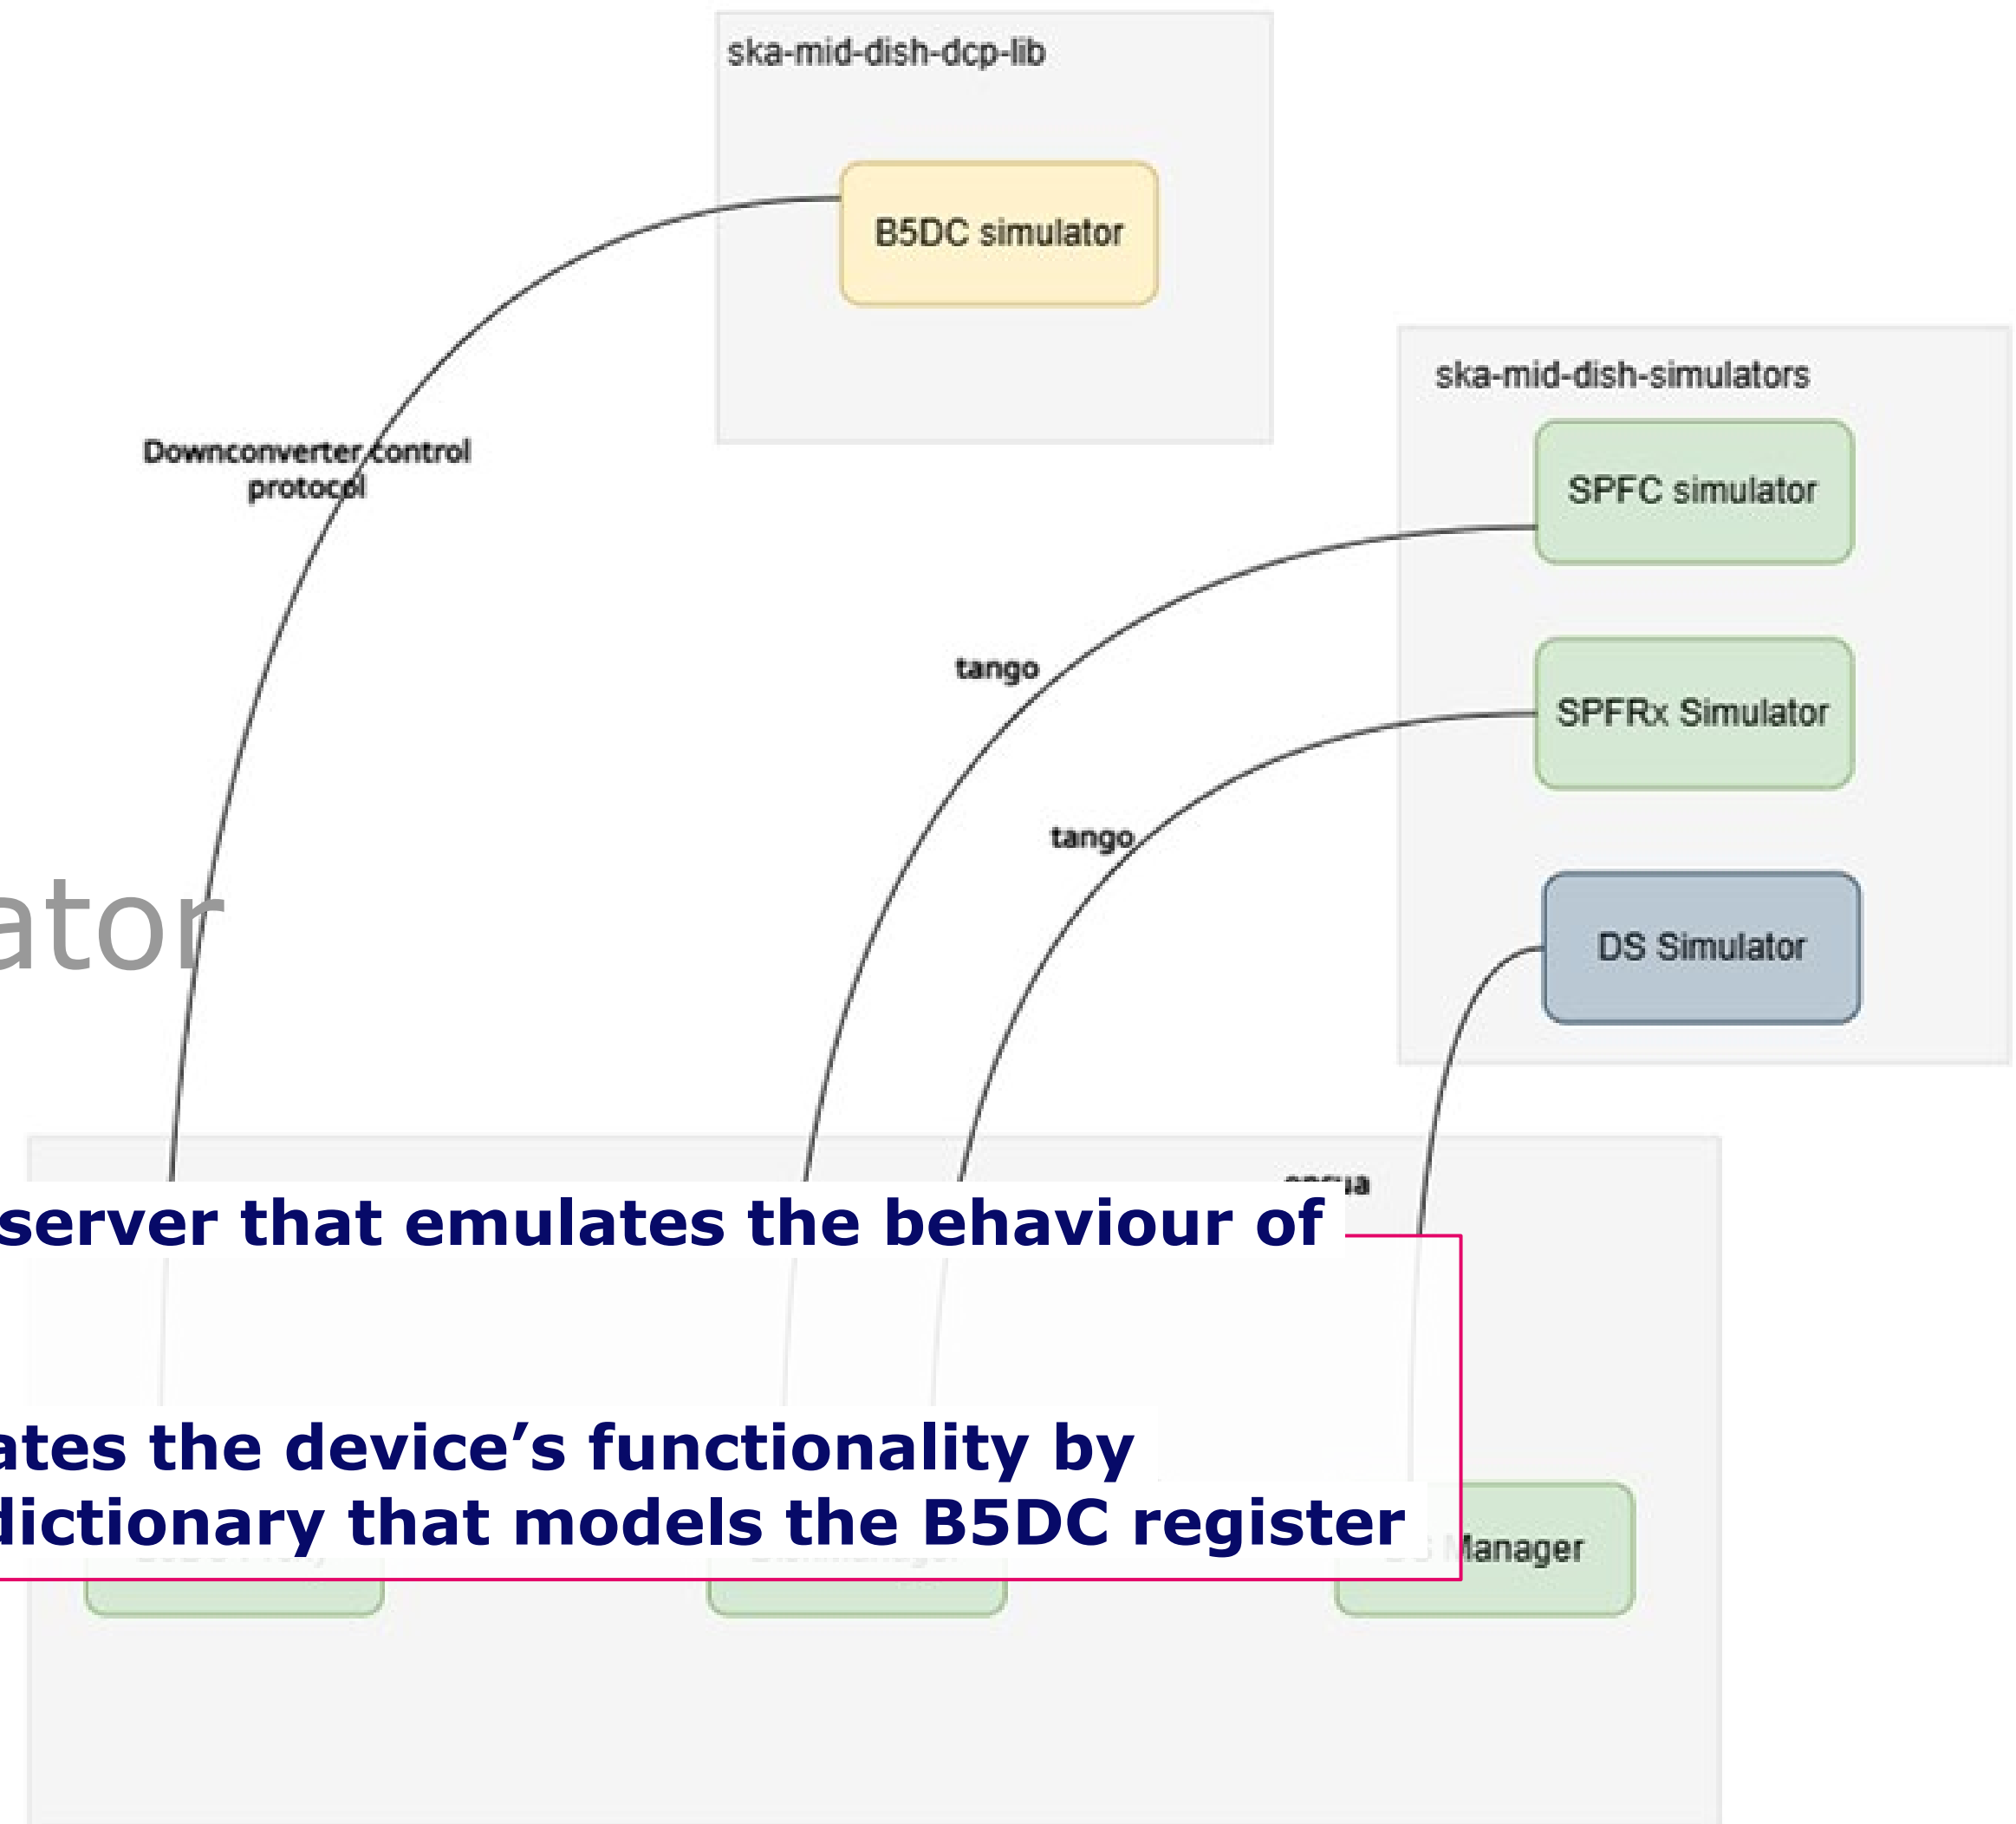 ska-mid-dish-dcp-lib
B5DC simulator
ska-mid-dish-simulators
Downconverter control
protocol
SPFC simulator
tango
SPFRx Simulator
tango
ator
DS Simulator
server that emulates the behaviour of
ates the device’s functionality by
dictionary that models the B5DC register
Manager